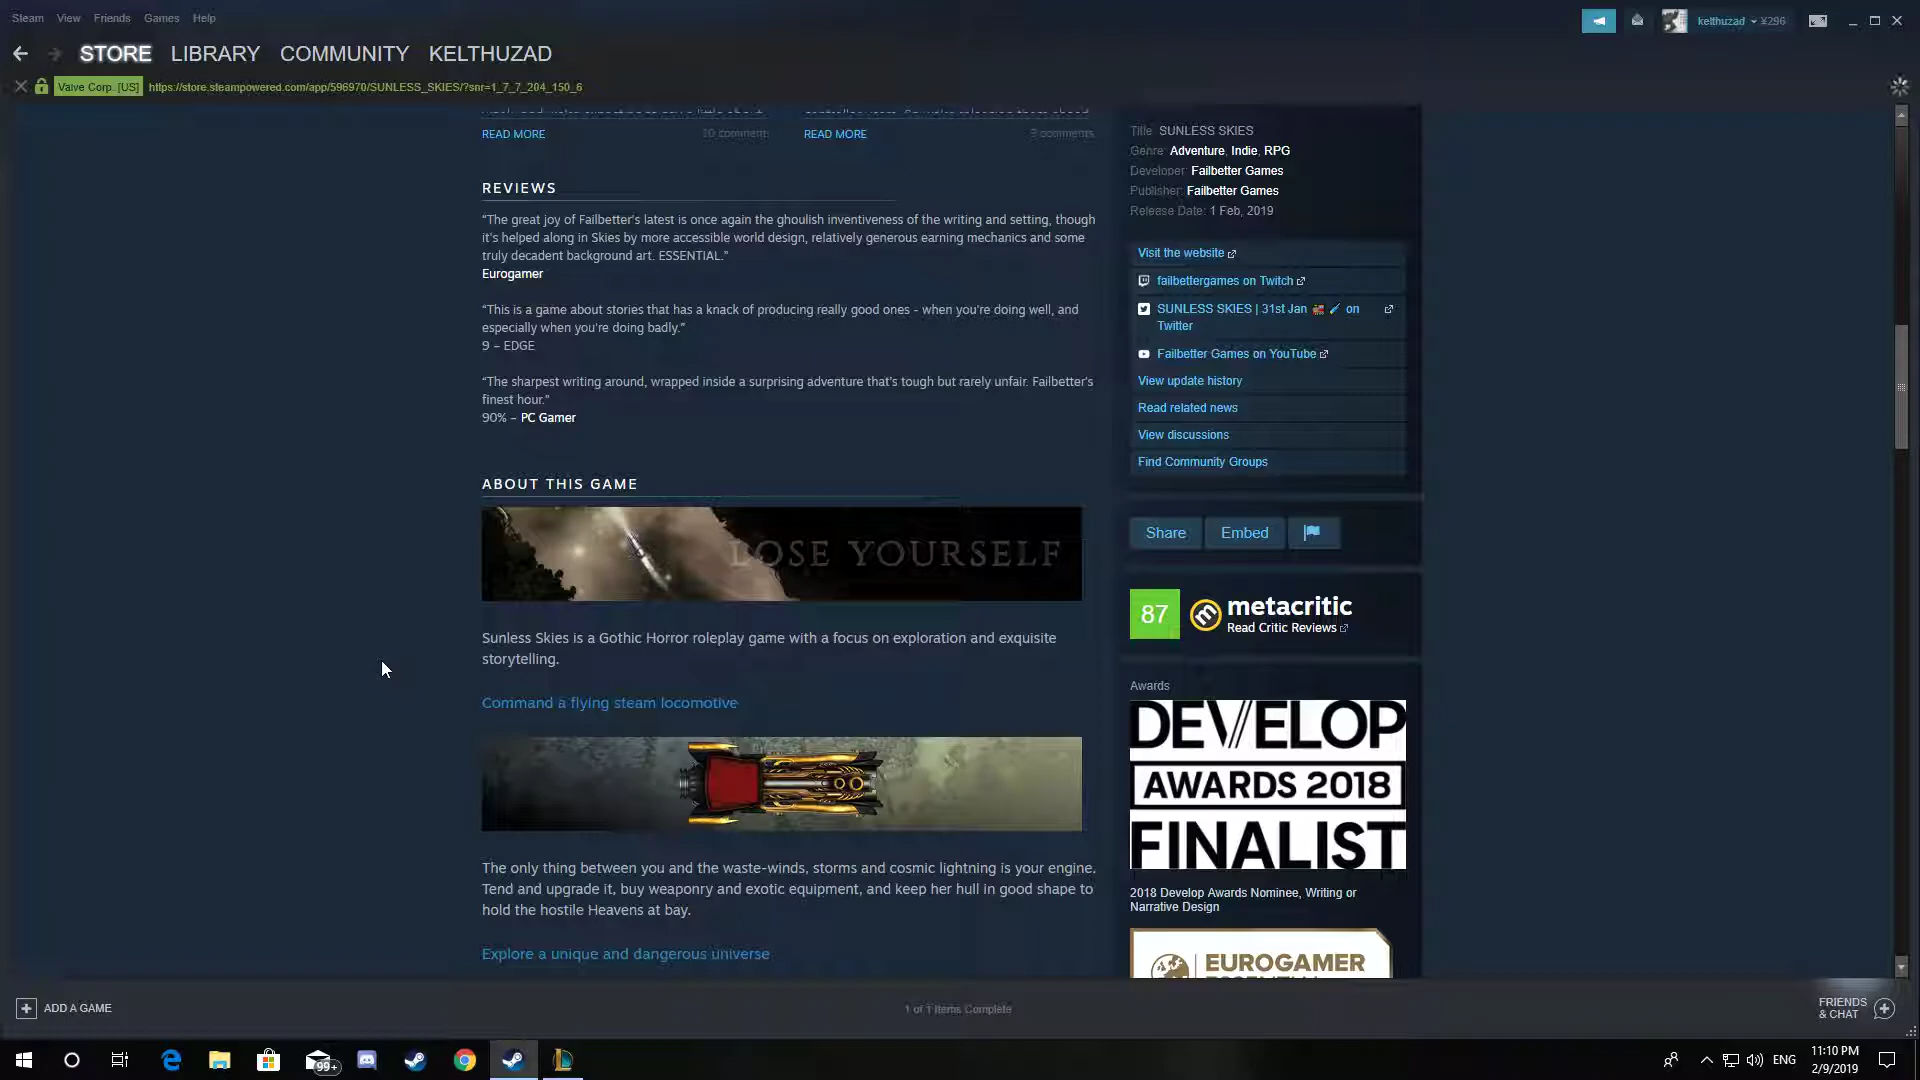 Steam View Friends Games Help
kelthuzad ¥296
STORE LIBRARY COMMUNITY KELTHUZAD
Valve Corp. [US] https://store.steampowered.com/app/596970/SUNLESS_SKIES/?snr=1_7_7_204_150_6
READ MORE
READ MORE
3 comments
REVIEWS
“The great joy of Failbetter's latest is once again the ghoulish inventiveness of the writing and setting, though
it's helped along in Skies by more accessible world design, relatively generous earning mechanics and some
truly decadent background art. ESSENTIAL.”
Eurogamer
“This is a game about stories that has a knack of producing really good ones - when you're doing well, and
especially when you're doing badly.”
9 – EDGE
“The sharpest writing around, wrapped inside a surprising adventure that's tough but rarely unfair. Failbetter's
finest hour.”
90% – PC Gamer
ABOUT THIS GAME
LOSE YOURSELF
Sunless Skies is a Gothic Horror roleplay game with a focus on exploration and exquisite
storytelling.
Command a flying steam locomotive
The only thing between you and the waste-winds, storms and cosmic lightning is your engine.
Tend and upgrade it, buy weaponry and exotic equipment, and keep her hull in good shape to
hold the hostile Heavens at bay.
Explore a unique and dangerous universe
Title: SUNLESS SKIES
Genre: Adventure, Indie, RPG
Developer: Failbetter Games
Publisher: Failbetter Games
Release Date: 1 Feb, 2019
Visit the website
failbettergames on Twitch
SUNLESS SKIES | 31st Jan 🚂 on
Twitter
Failbetter Games on YouTube
View update history
Read related news
View discussions
Find Community Groups
Share Embed
87 metacritic
Read Critic Reviews
Awards
DEVELOP
AWARDS 2018
FINALIST
2018 Develop Awards Nominee, Writing or
Narrative Design
EUROGAMER
ADD A GAME
1 of 1 Items Complete
FRIENDS
& CHAT
99+
ENG
11:10 PM
2/9/2019